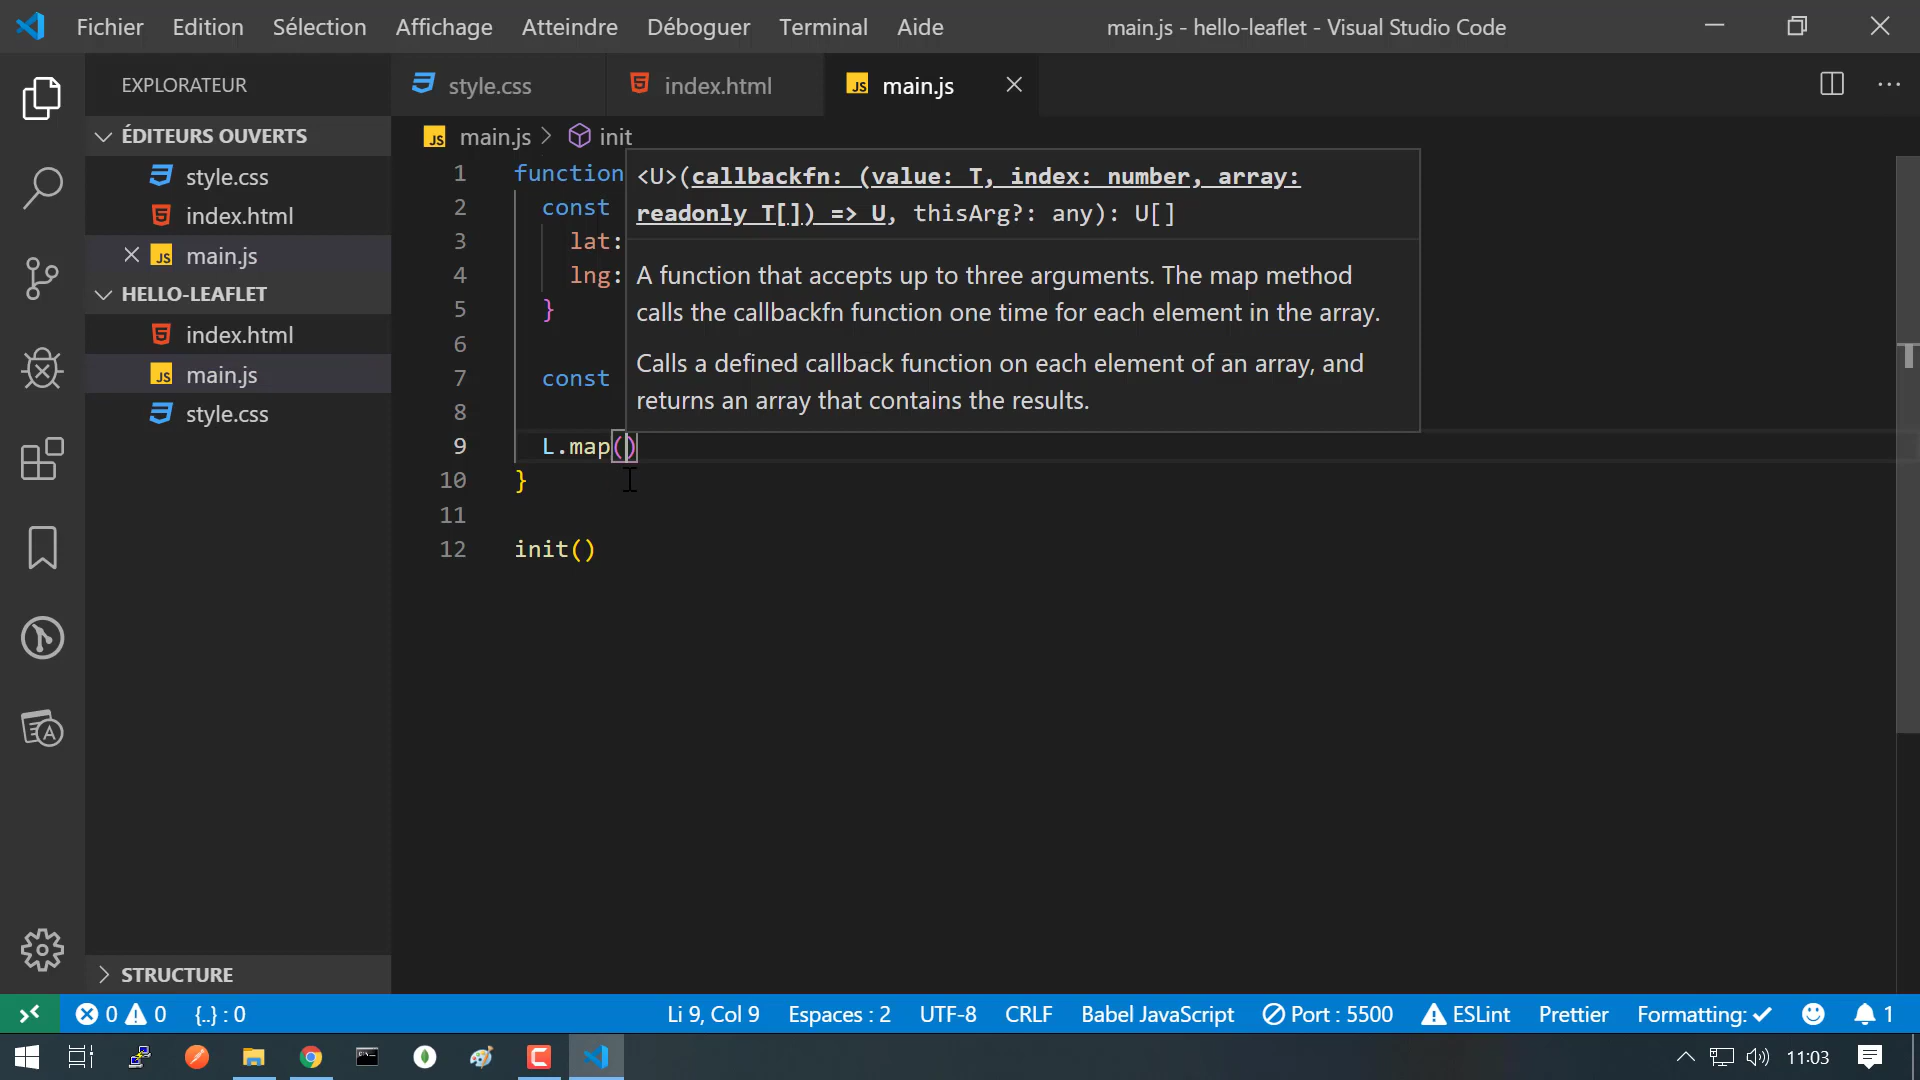 Fichier Edition Sélection Affichage Atteindre Déboguer Terminal Aide main.js - hello-leaflet - Visual Studio Code
EXPLORATEUR
ÉDITEURS OUVERTS
style.css
index.html
main.js
HELLO-LEAFLET
index.html
main.js
style.css
STRUCTURE
style.css index.html main.js
main.js > init
1 function
2 const
3 lat:
4 lng:
5 }
6
7 const
8
9 L.map()
10 }
11
12 init()
<U>(callbackfn: (value: T, index: number, array:
readonly T[]) => U, thisArg?: any): U[]
A function that accepts up to three arguments. The map method
calls the callbackfn function one time for each element in the array.
Calls a defined callback function on each element of an array, and
returns an array that contains the results.
0 0 {..} : 0 Li 9, Col 9 Espaces : 2 UTF-8 CRLF Babel JavaScript Port : 5500 ESLint Prettier Formatting: 1
11:03